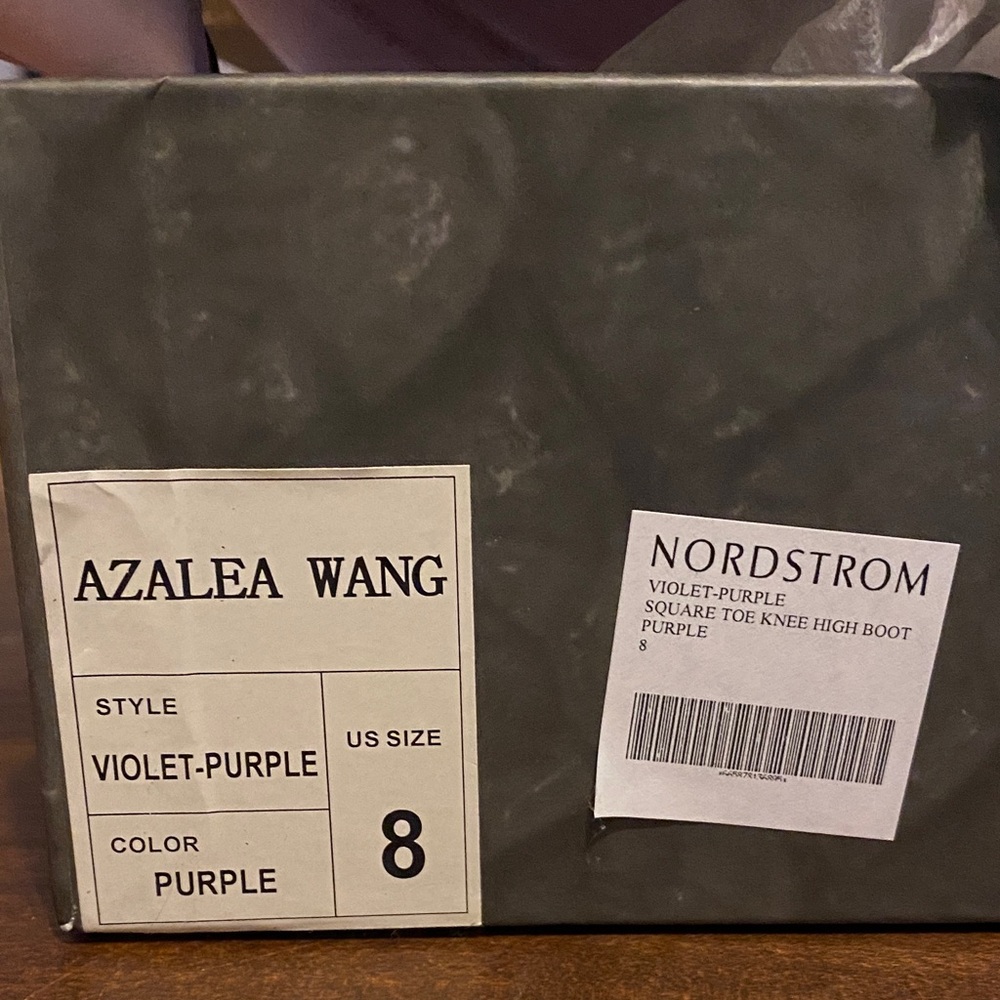 AZALEA WANG
STYLE
VIOLET-PURPLE
COLOR
PURPLE
US SIZE
8
NORDSTROM
VIOLET-PURPLE
SQUARE TOE KNEE HIGH BOOT
PURPLE
8